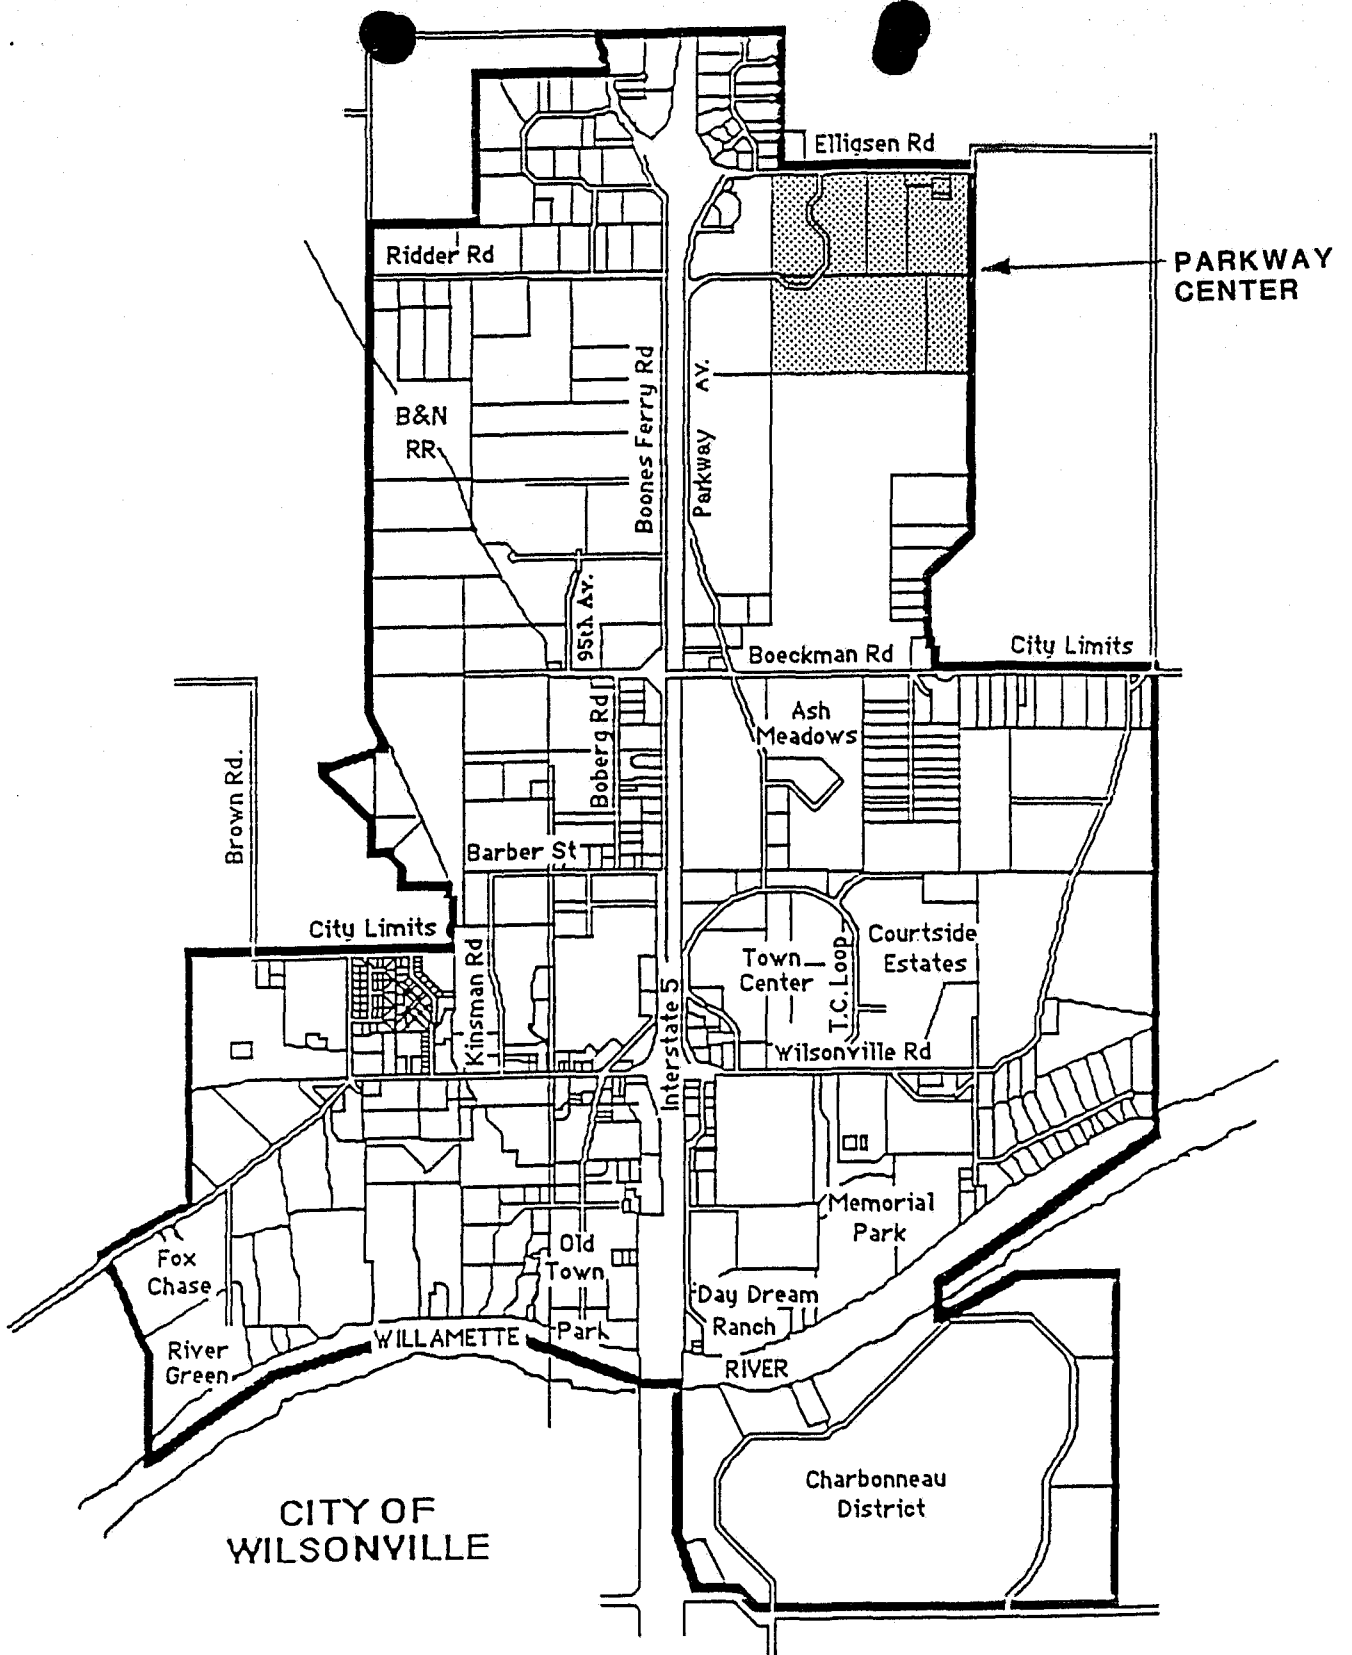 Elligsen Rd
Ridder Rd
PARKWAY
CENTER
Boones Ferry Rd
Parkway Av.
B&N
RR
95th Av.
Boeckman Rd
City Limits
Ash
Meadows
Boberg Rd
Brown Rd.
Barber St
City Limits
Kinsman Rd
Town
Center
T.C. Loop
Courtside
Estates
Interstate 5
Wilsonville Rd
Memorial
Park
Fox
Chase
Old
Town
Day Dream
Ranch
River
Green
WILLAMETTE
Park
RIVER
Charbonneau
District
CITY OF
WILSONVILLE